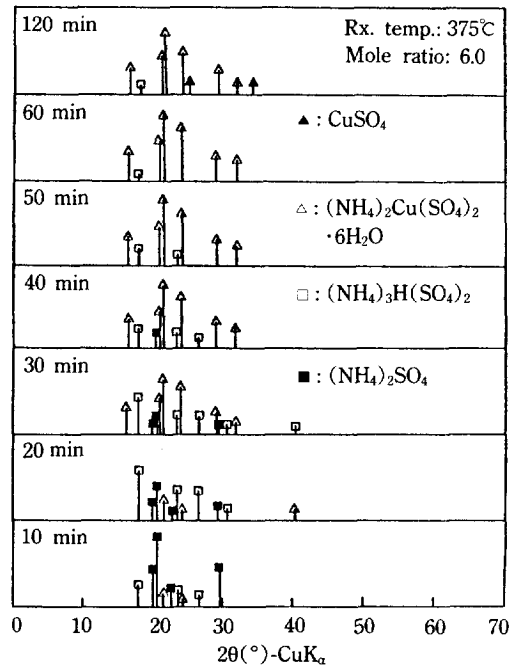 120 min
Rx. temp.: 375℃
Mole ratio: 6.0
60 min
▲ : CuSO₄
50 min
△ : (NH₄)₂Cu(SO₄)₂
·6H₂O
40 min
□ : (NH₄)₃H(SO₄)₂
30 min
■ : (NH₄)₂SO₄
20 min
10 min
0 10 20 30 40 50 60 70
2θ(°)-CuKα